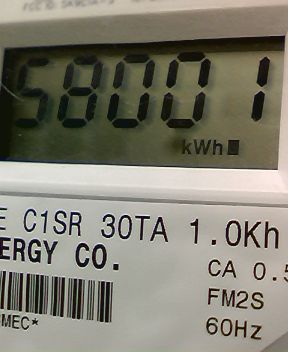 58001
kWh
E C1SR 30TA 1.0Kh
ERGY CO.
CA 0.5
FM2S
MEC*
60Hz